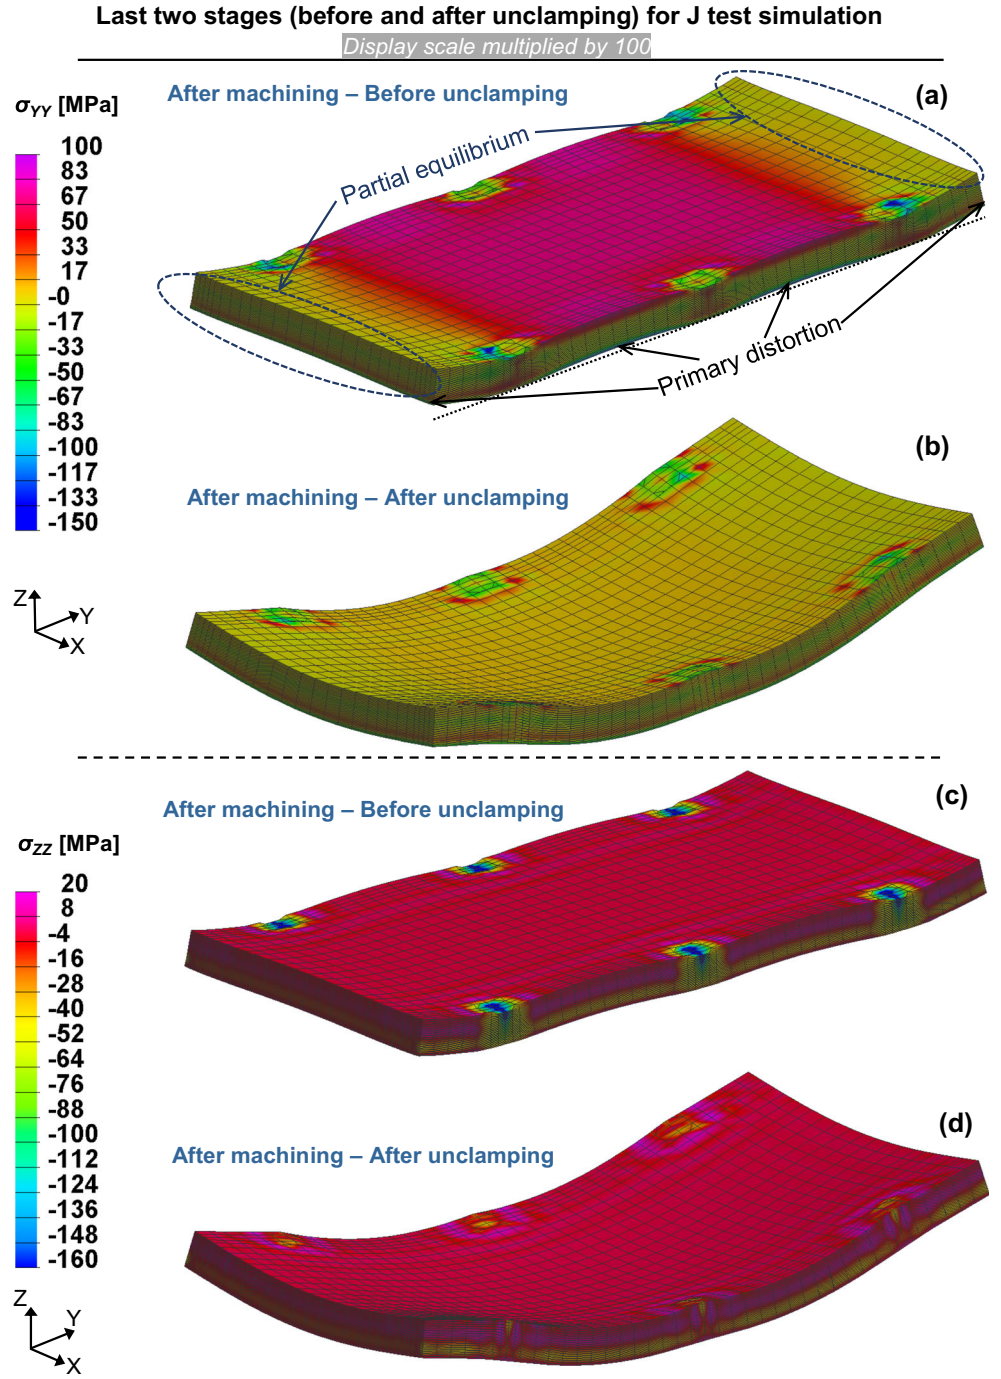 Last two stages (before and after unclamping) for J test simulation
Display scale multiplied by 100
After machining – Before unclamping
(a)
σYY [MPa]
100
83
67
50
33
17
-0
-17
-33
-50
-67
-83
-100
-117
-133
-150
Partial equilibrium
Primary distortion
(b)
After machining – After unclamping
Z
Y
X
After machining – Before unclamping
(c)
σZZ [MPa]
20
8
-4
-16
-28
-40
-52
-64
-76
-88
-100
-112
-124
-136
-148
-160
(d)
After machining – After unclamping
Z
Y
X